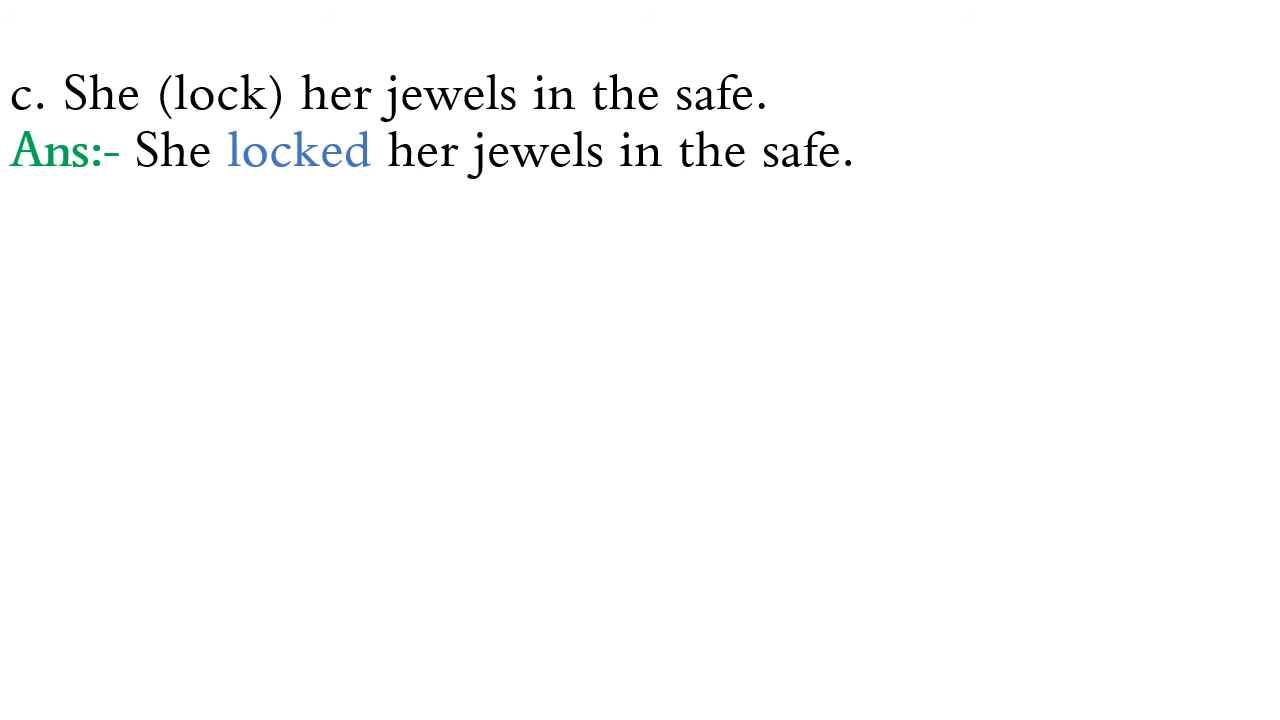 c. She (lock) her jewels in the safe.
Ans:- She locked her jewels in the safe.